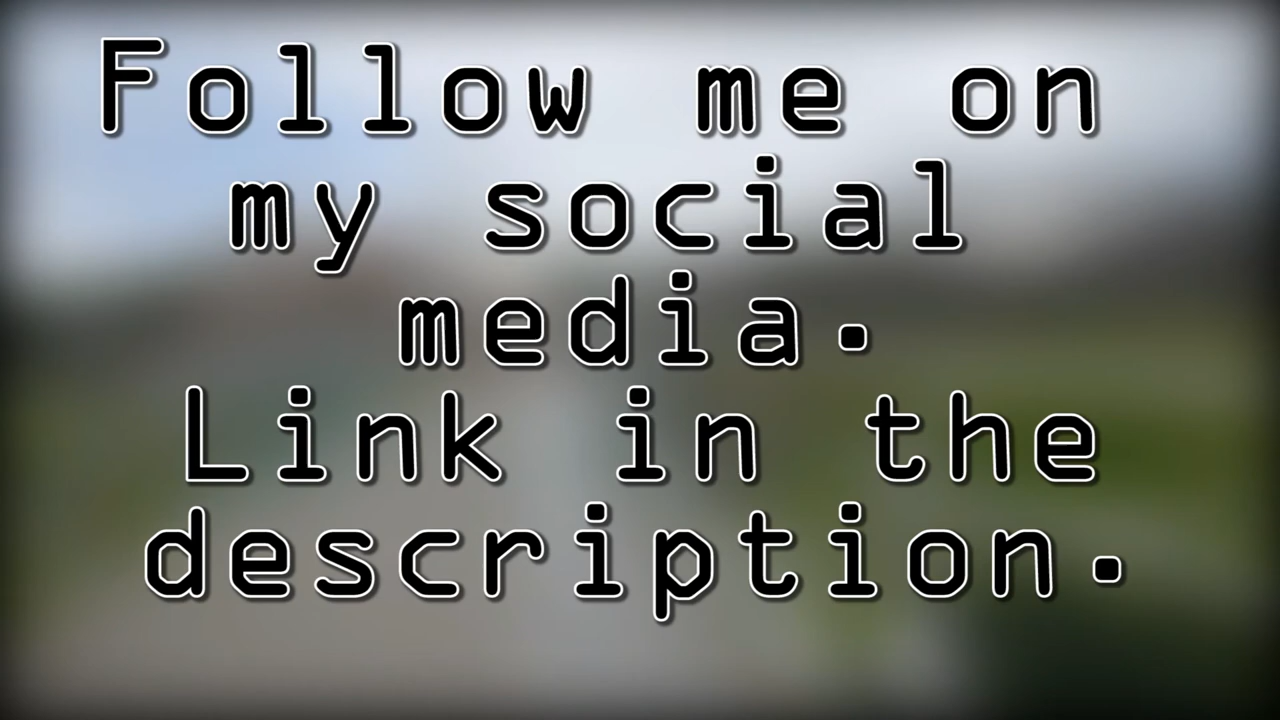 Follow me on
my social
media.
Link in the
description.